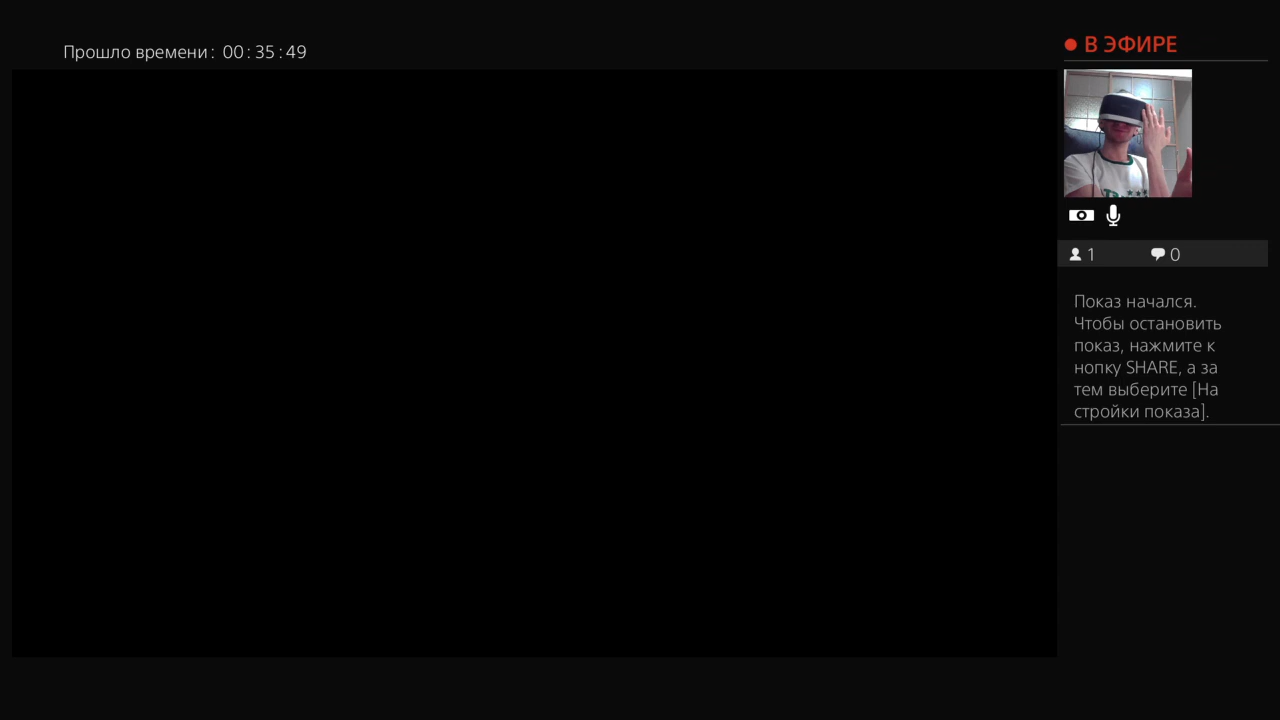 Прошло времени: 00:35:49
В ЭФИРЕ
1 0
Показ начался.
Чтобы остановить
показ, нажмите к
нопку SHARE, а за
тем выберите [На
стройки показа].